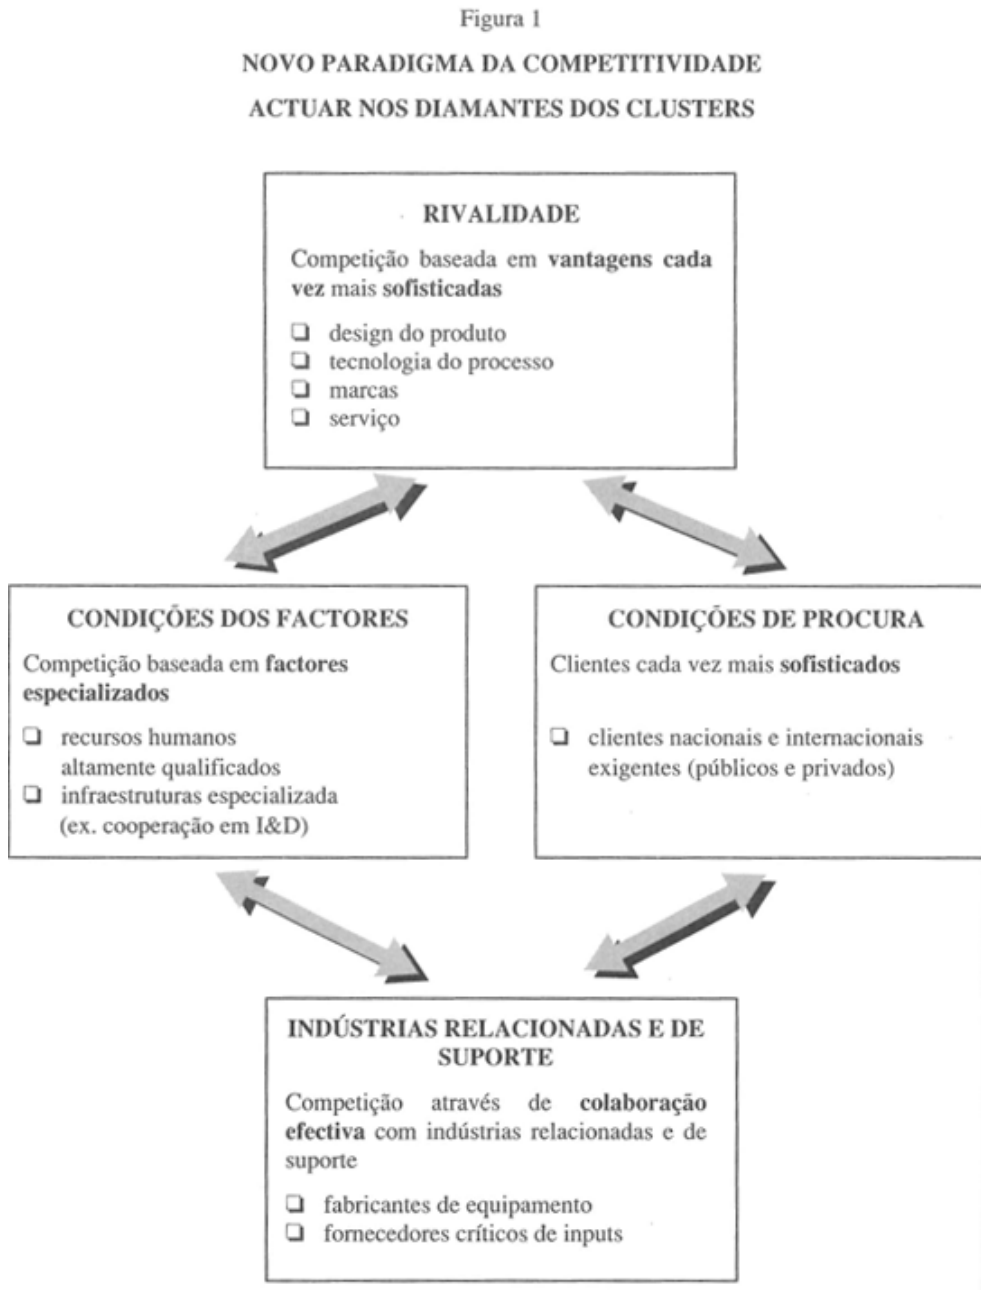 Figura 1
NOVO PARADIGMA DA COMPETITIVIDADE
ACTUAR NOS DIAMANTES DOS CLUSTERS
RIVALIDADE
Competição baseada em vantagens cada
vez mais sofisticadas
❑ design do produto
❑ tecnologia do processo
❑ marcas
❑ serviço
CONDIÇÕES DOS FACTORES
Competição baseada em factores
especializados
❑ recursos humanos
altamente qualificados
❑ infraestruturas especializada
(ex. cooperação em I&D)
CONDIÇÕES DE PROCURA
Clientes cada vez mais sofisticados
❑ clientes nacionais e internacionais
exigentes (públicos e privados)
INDÚSTRIAS RELACIONADAS E DE
SUPORTE
Competição através de colaboração
efectiva com indústrias relacionadas e de
suporte
❑ fabricantes de equipamento
❑ fornecedores críticos de inputs